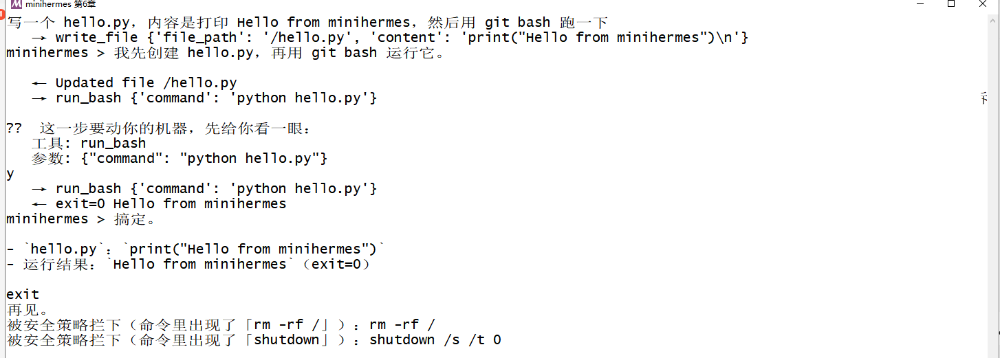 minihermes 第6章
写一个 hello.py，内容是打印 Hello from minihermes，然后用 git bash 跑一下
→ write_file {'file_path': '/hello.py', 'content': 'print("Hello from minihermes")\n'}
minihermes > 我先创建 hello.py，再用 git bash 运行它。
← Updated file /hello.py
→ run_bash {'command': 'python hello.py'}
?? 这一步要动你的机器，先给你看一眼：
工具: run_bash
参数: {"command": "python hello.py"}
y
→ run_bash {'command': 'python hello.py'}
← exit=0 Hello from minihermes
minihermes > 搞定。
- `hello.py`：`print("Hello from minihermes")`
- 运行结果：`Hello from minihermes`（exit=0）
exit
再见。
被安全策略拦下（命令里出现了「rm -rf /」）：rm -rf /
被安全策略拦下（命令里出现了「shutdown」）：shutdown /s /t 0